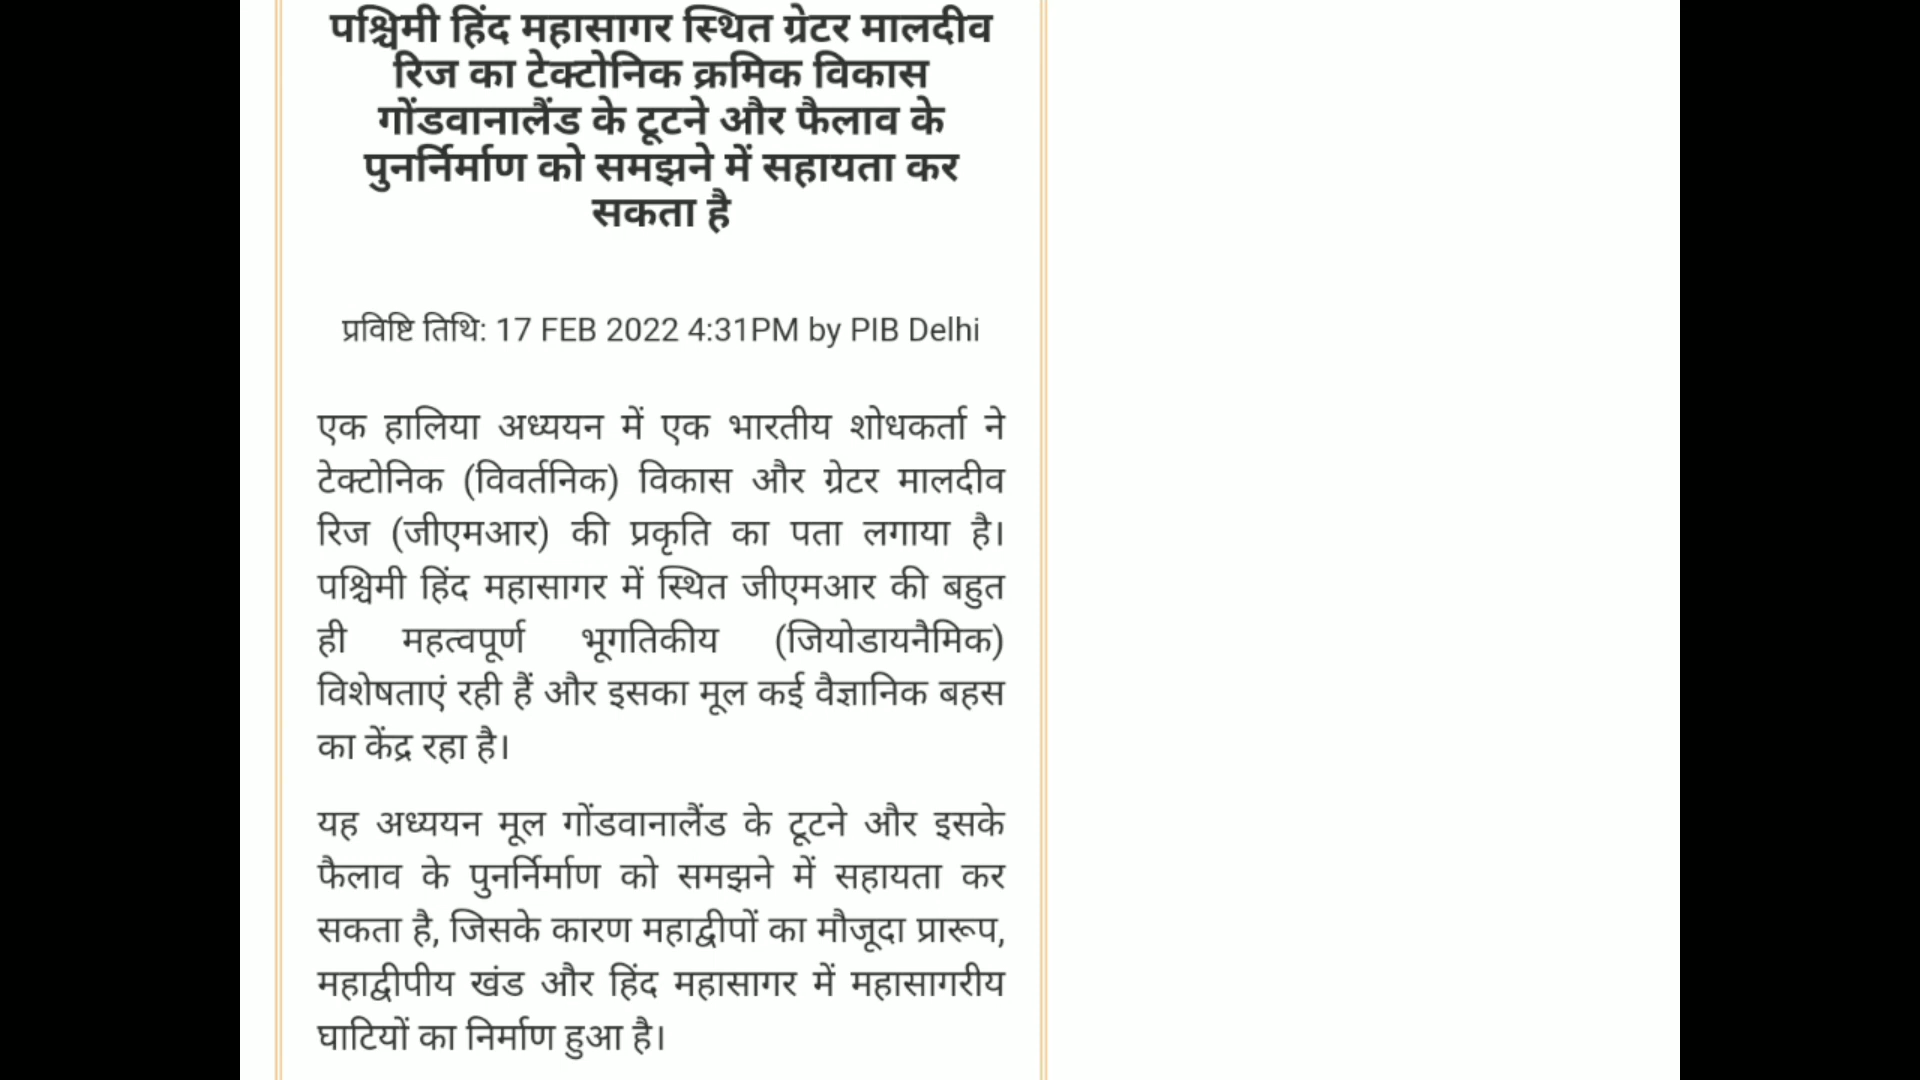 पश्चिमी हिंद महासागर स्थित ग्रेटर मालदीव
रिज का टेक्टोनिक क्रमिक विकास
गोंडवानालैंड के टूटने और फैलाव के
पुनर्निर्माण को समझने में सहायता कर
सकता है
प्रविष्टि तिथि: 17 FEB 2022 4:31PM by PIB Delhi
एक हालिया अध्ययन में एक भारतीय शोधकर्ता ने
टेक्टोनिक (विवर्तनिक) विकास और ग्रेटर मालदीव
रिज (जीएमआर) की प्रकृति का पता लगाया है।
पश्चिमी हिंद महासागर में स्थित जीएमआर की बहुत
ही महत्वपूर्ण भूगतिकीय (जियोडायनैमिक)
विशेषताएं रही हैं और इसका मूल कई वैज्ञानिक बहस
का केंद्र रहा है।
यह अध्ययन मूल गोंडवानालैंड के टूटने और इसके
फैलाव के पुनर्निर्माण को समझने में सहायता कर
सकता है, जिसके कारण महाद्वीपों का मौजूदा प्रारूप,
महाद्वीपीय खंड और हिंद महासागर में महासागरीय
घाटियों का निर्माण हुआ है।